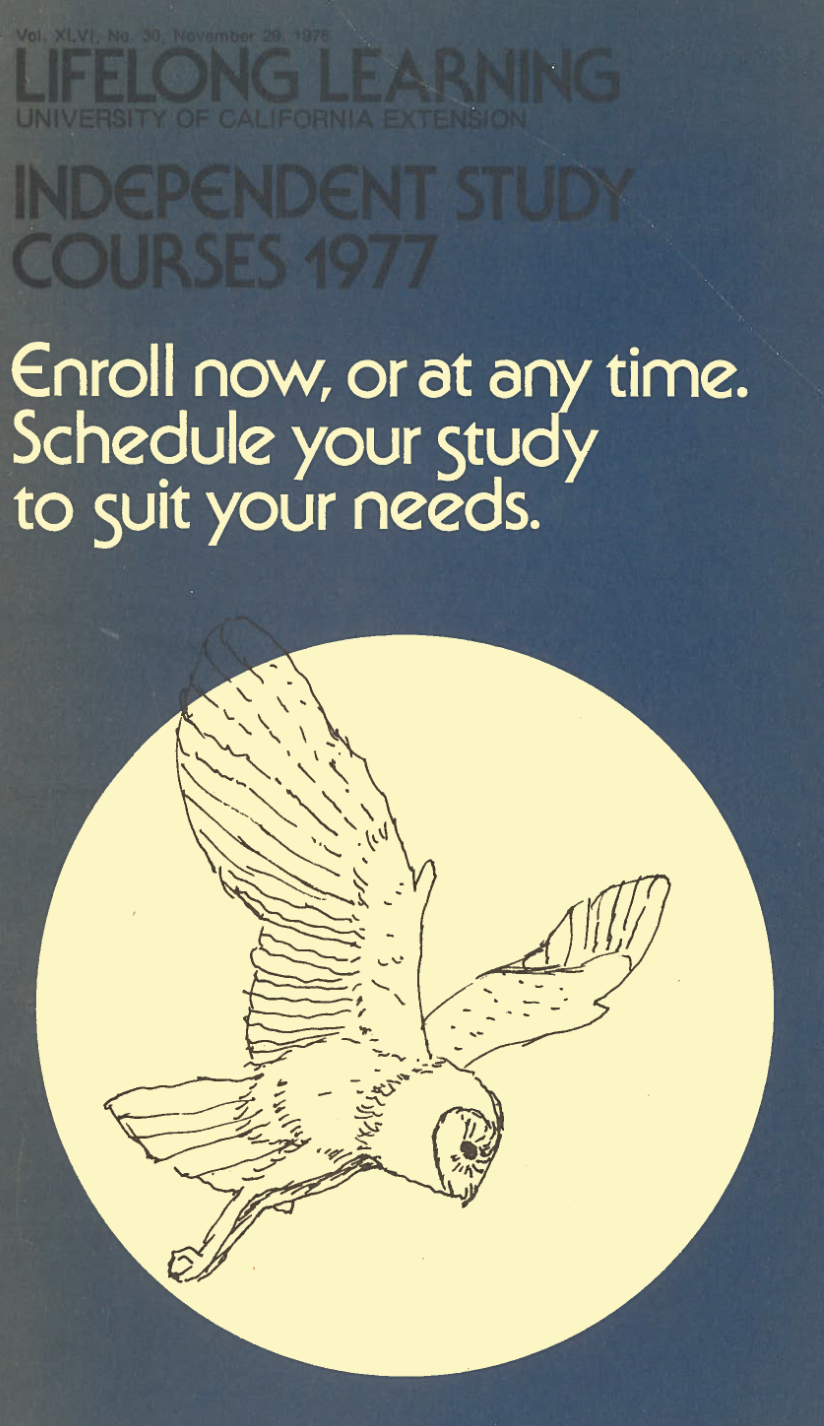 Vol. XLVI, No. 30, November 29, 1976
LIFELONG LEARNING
UNIVERSITY OF CALIFORNIA EXTENSION
INDEPENDENT STUDY
COURSES 1977
Enroll now, or at any time.
Schedule your study
to suit your needs.